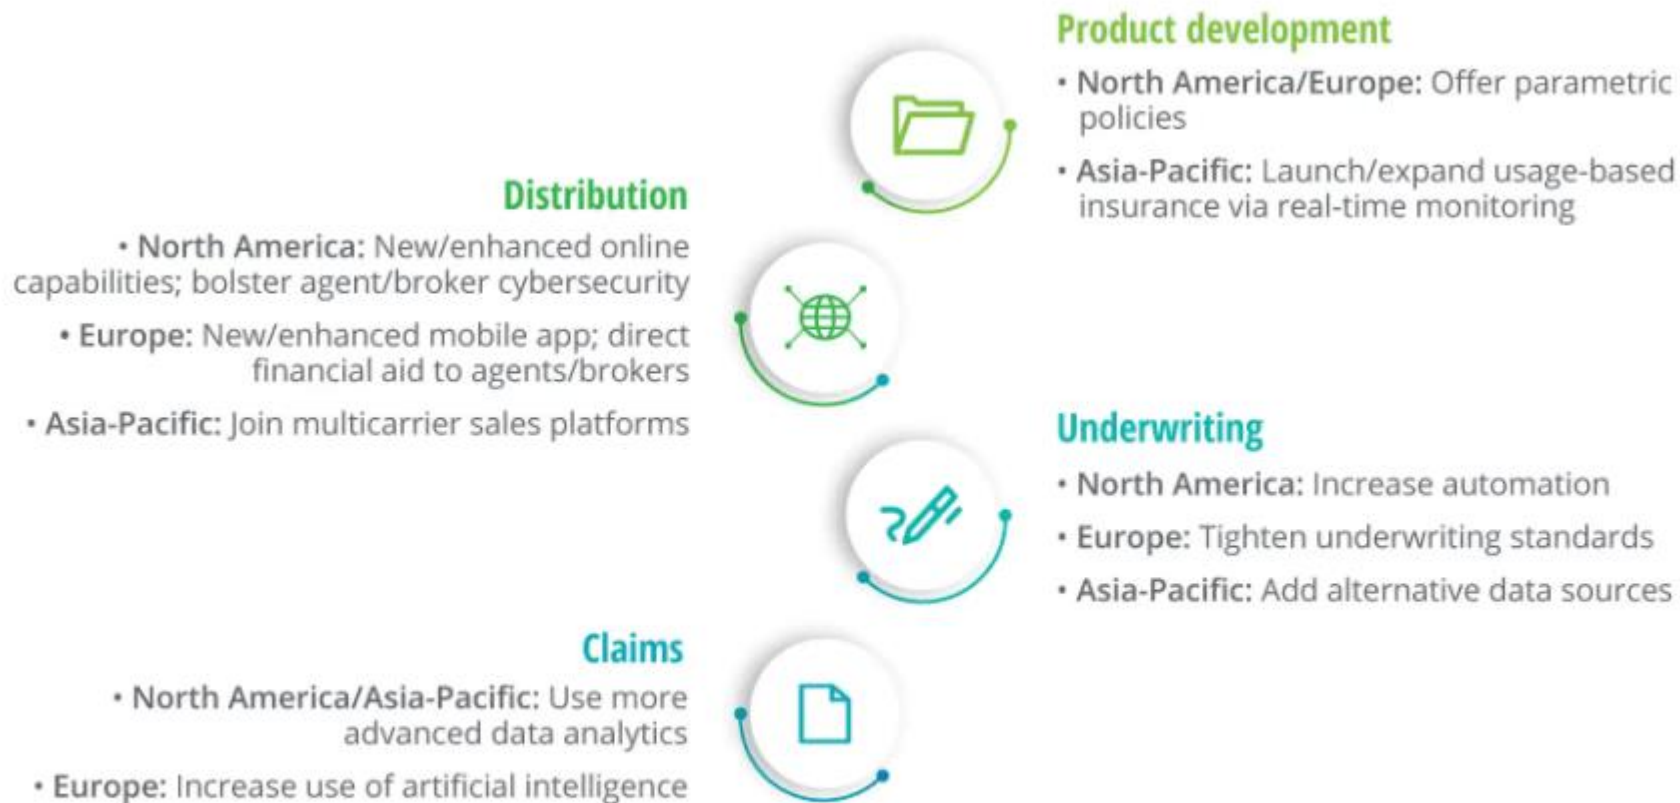 Product development
• North America/Europe: Offer parametric
policies
• Asia-Pacific: Launch/expand usage-based
insurance via real-time monitoring
Distribution
• North America: New/enhanced online
capabilities; bolster agent/broker cybersecurity
• Europe: New/enhanced mobile app; direct
financial aid to agents/brokers
• Asia-Pacific: Join multicarrier sales platforms
Underwriting
• North America: Increase automation
• Europe: Tighten underwriting standards
• Asia-Pacific: Add alternative data sources
Claims
• North America/Asia-Pacific: Use more
advanced data analytics
• Europe: Increase use of artificial intelligence